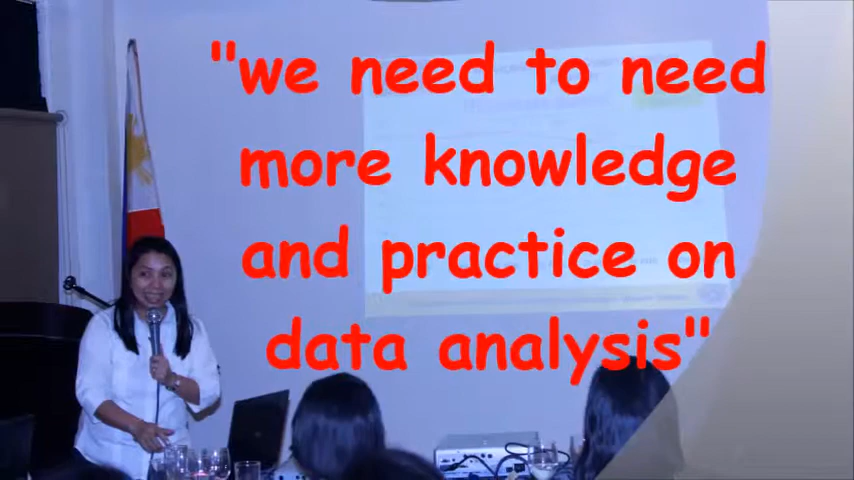 "we need to need
more knowledge
and practice on
data analysis"